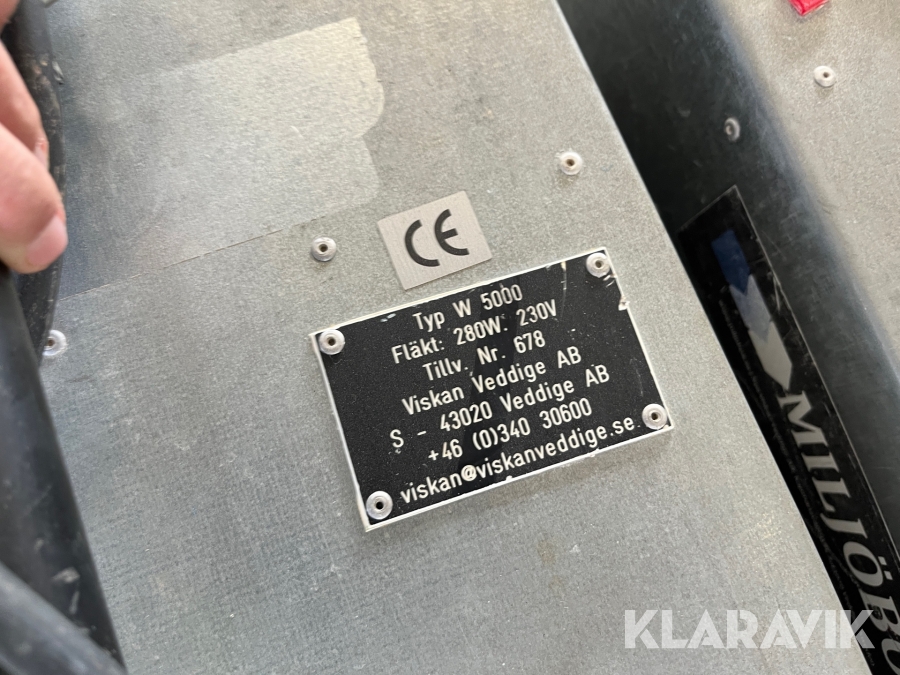 CE
Typ W 5000
Fläkt: 280W. 230V
Tillv. Nr. 678
Viskan Veddige AB
S - 43020 Veddige AB
+46 (0)340 30600
viskan@viskanveddige.se
KLARAVIK